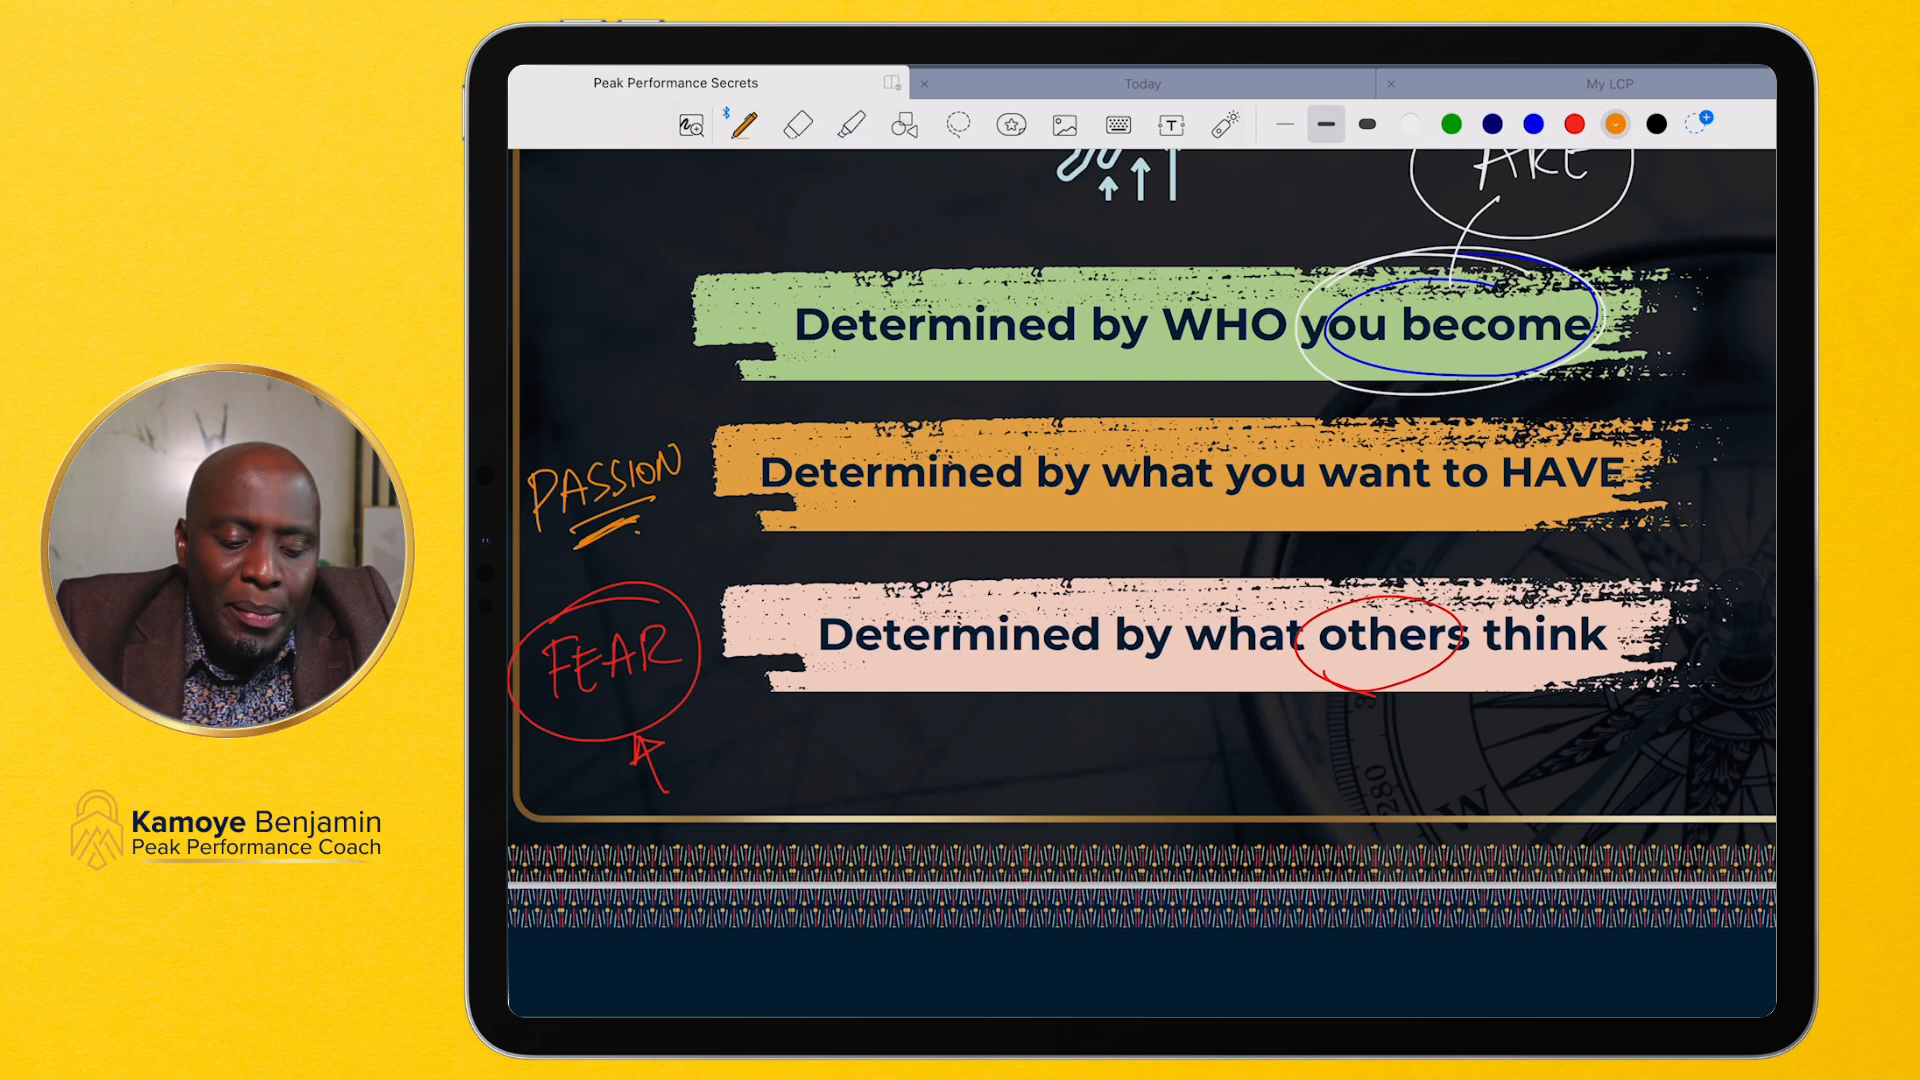 Peak Performance Secrets
Today
My LCP
T
ARE
Determined by WHO you become
PASSION
Determined by what you want to HAVE
FEAR
Determined by what others think
280
W
Kamoye Benjamin
Peak Performance Coach